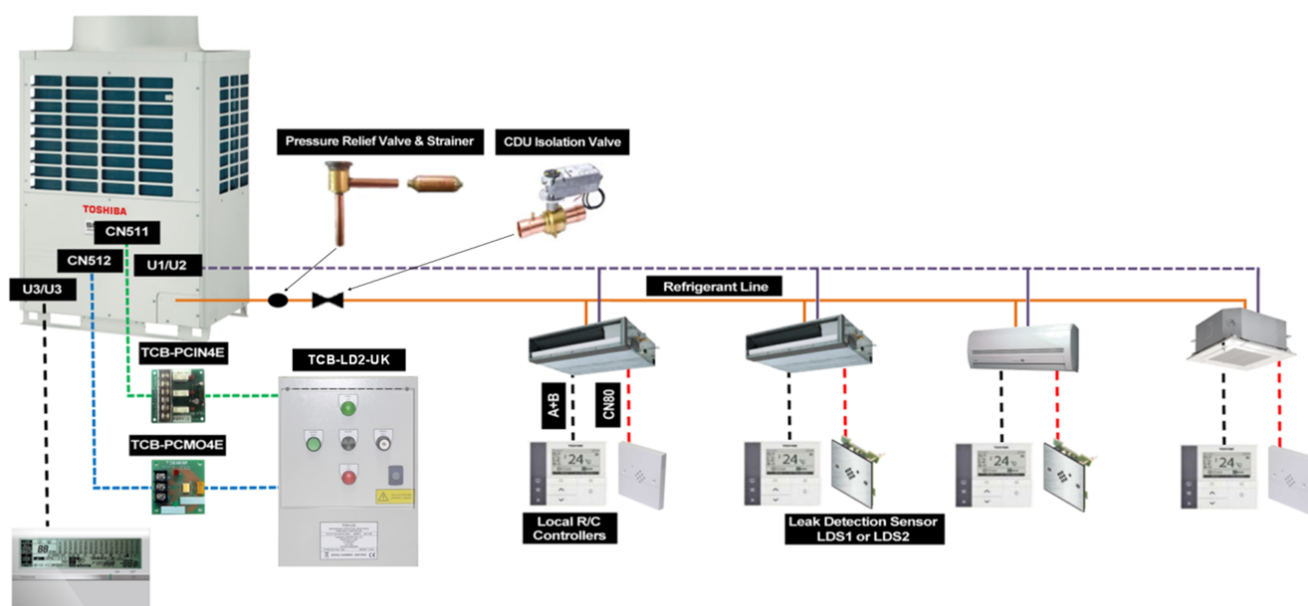 Pressure Relief Valve & Strainer
CDU Isolation Valve
TOSHIBA
CN511
CN512
U1/U2
U3/U3
Refrigerant Line
TCB-PCIN4E
TCB-LD2-UK
A+B
CN80
TCB-PCMO4E
24°C
24°C
24°C
24°C
Local R/C
Controllers
Leak Detection Sensor
LDS1 or LDS2